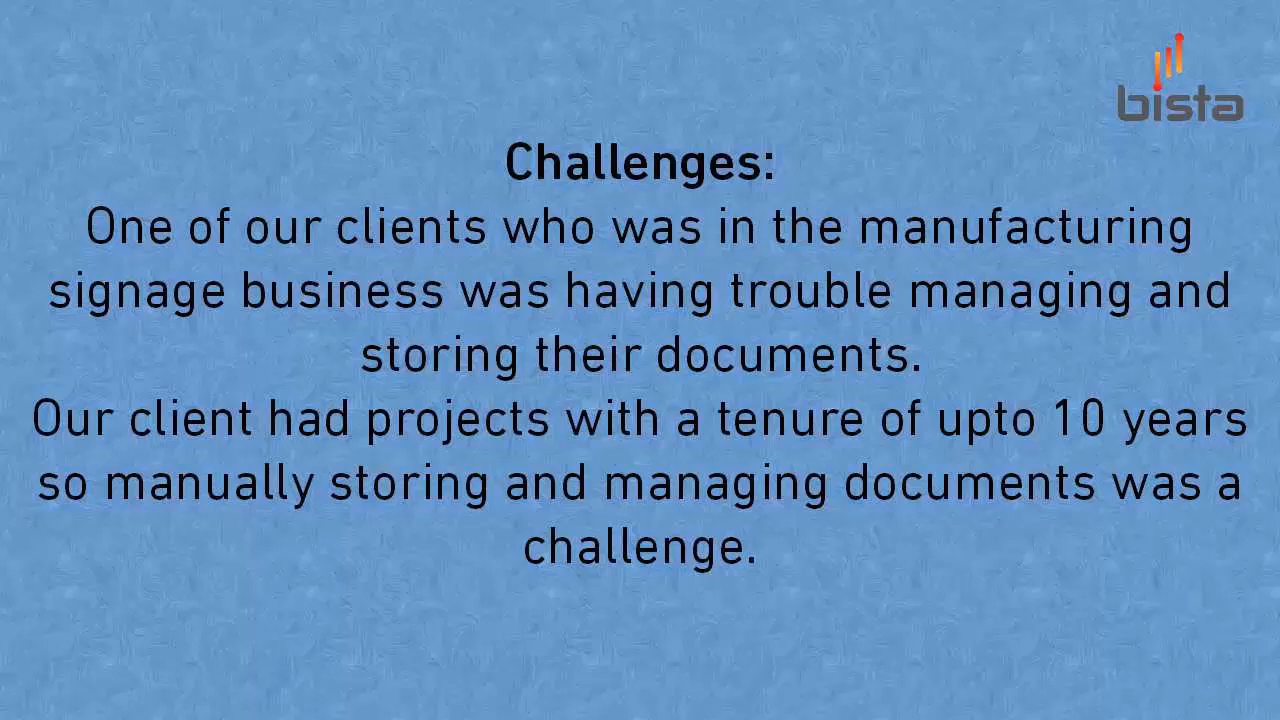 bista
Challenges:
One of our clients who was in the manufacturing
signage business was having trouble managing and
storing their documents.
Our client had projects with a tenure of upto 10 years
so manually storing and managing documents was a
challenge.